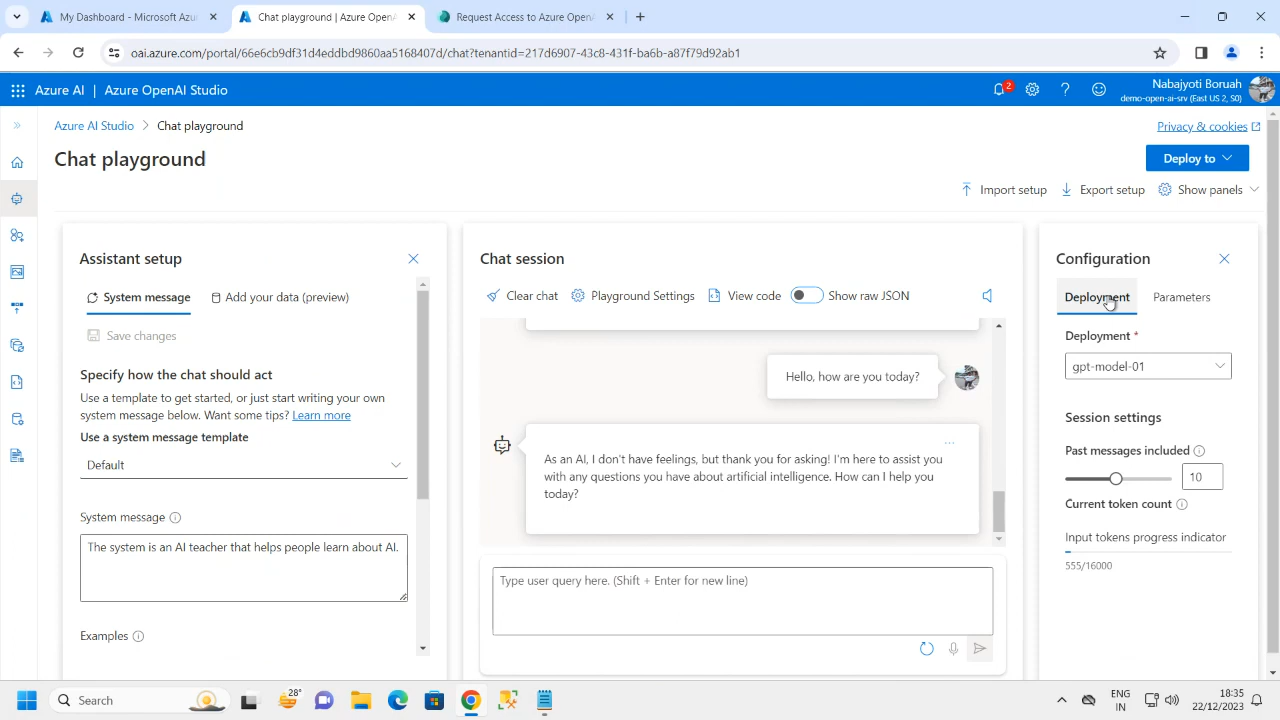 My Dashboard - Microsoft Azur
Chat playground | Azure OpenA
Request Access to Azure OpenA
oai.azure.com/portal/66e6cb9df31d4eddbd9860aa5168407d/chat?tenantid=217d6907-43c8-431f-ba6b-a87f79d92ab1
Azure AI | Azure OpenAI Studio
2
Nabajyoti Boruah
demo-open-ai-srv (East US 2, S0)
Azure AI Studio > Chat playground
Privacy & cookies
Chat playground
Deploy to
Import setup
Export setup
Show panels
Assistant setup
System message
Add your data (preview)
Save changes
Specify how the chat should act
Use a template to get started, or just start writing your own
system message below. Want some tips? Learn more
Use a system message template
Default
System message
The system is an AI teacher that helps people learn about AI.
Examples
Chat session
Clear chat
Playground Settings
View code
Show raw JSON
Hello, how are you today?
As an AI, I don't have feelings, but thank you for asking! I'm here to assist you
with any questions you have about artificial intelligence. How can I help you
today?
Type user query here. (Shift + Enter for new line)
Configuration
Deployment
Parameters
Deployment *
gpt-model-01
Session settings
Past messages included
10
Current token count
Input tokens progress indicator
555/16000
Search
28°
ENG
IN
18:35
22/12/2023